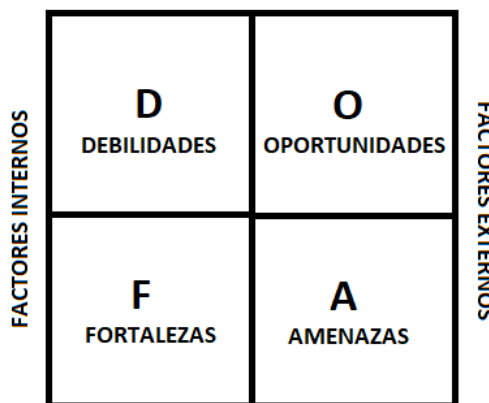 FACTORES INTERNOS
D
DEBILIDADES
O
OPORTUNIDADES
F
FORTALEZAS
A
AMENAZAS
FACTORES EXTERNOS